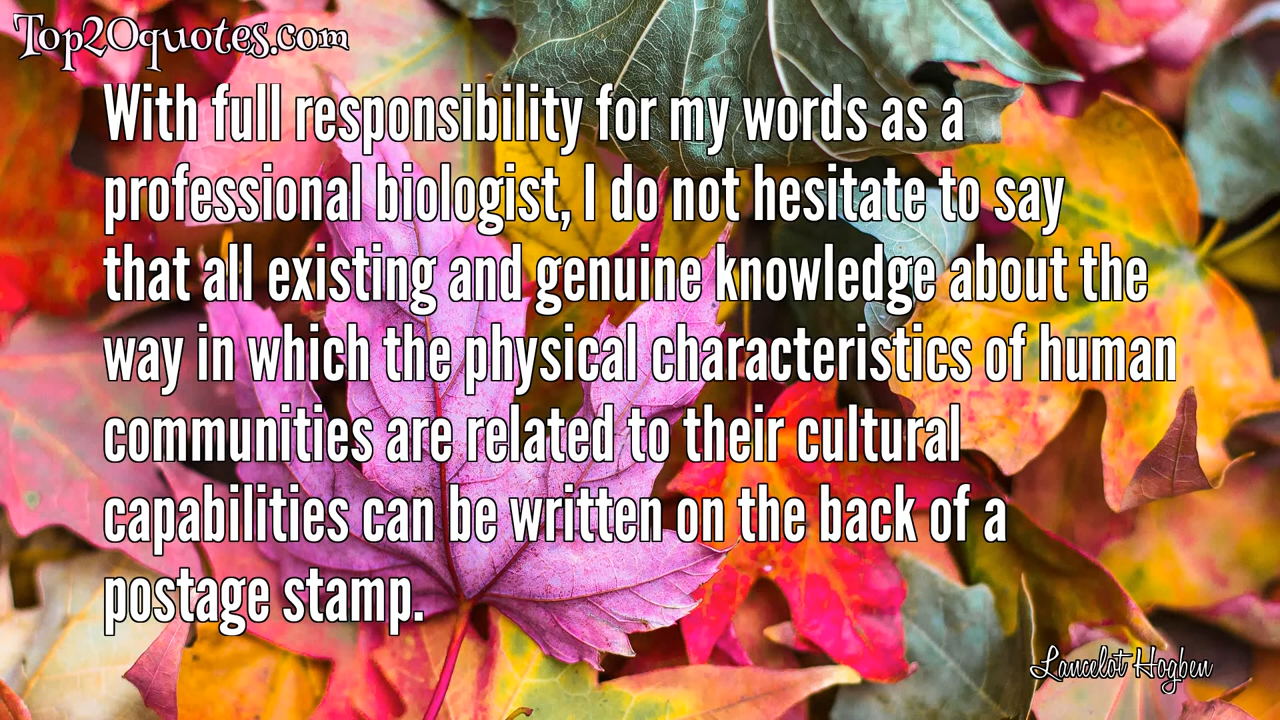 Top20quotes.com
With full responsibility for my words as a
professional biologist, I do not hesitate to say
that all existing and genuine knowledge about the
way in which the physical characteristics of human
communities are related to their cultural
capabilities can be written on the back of a
postage stamp.
Lancelot Hogben